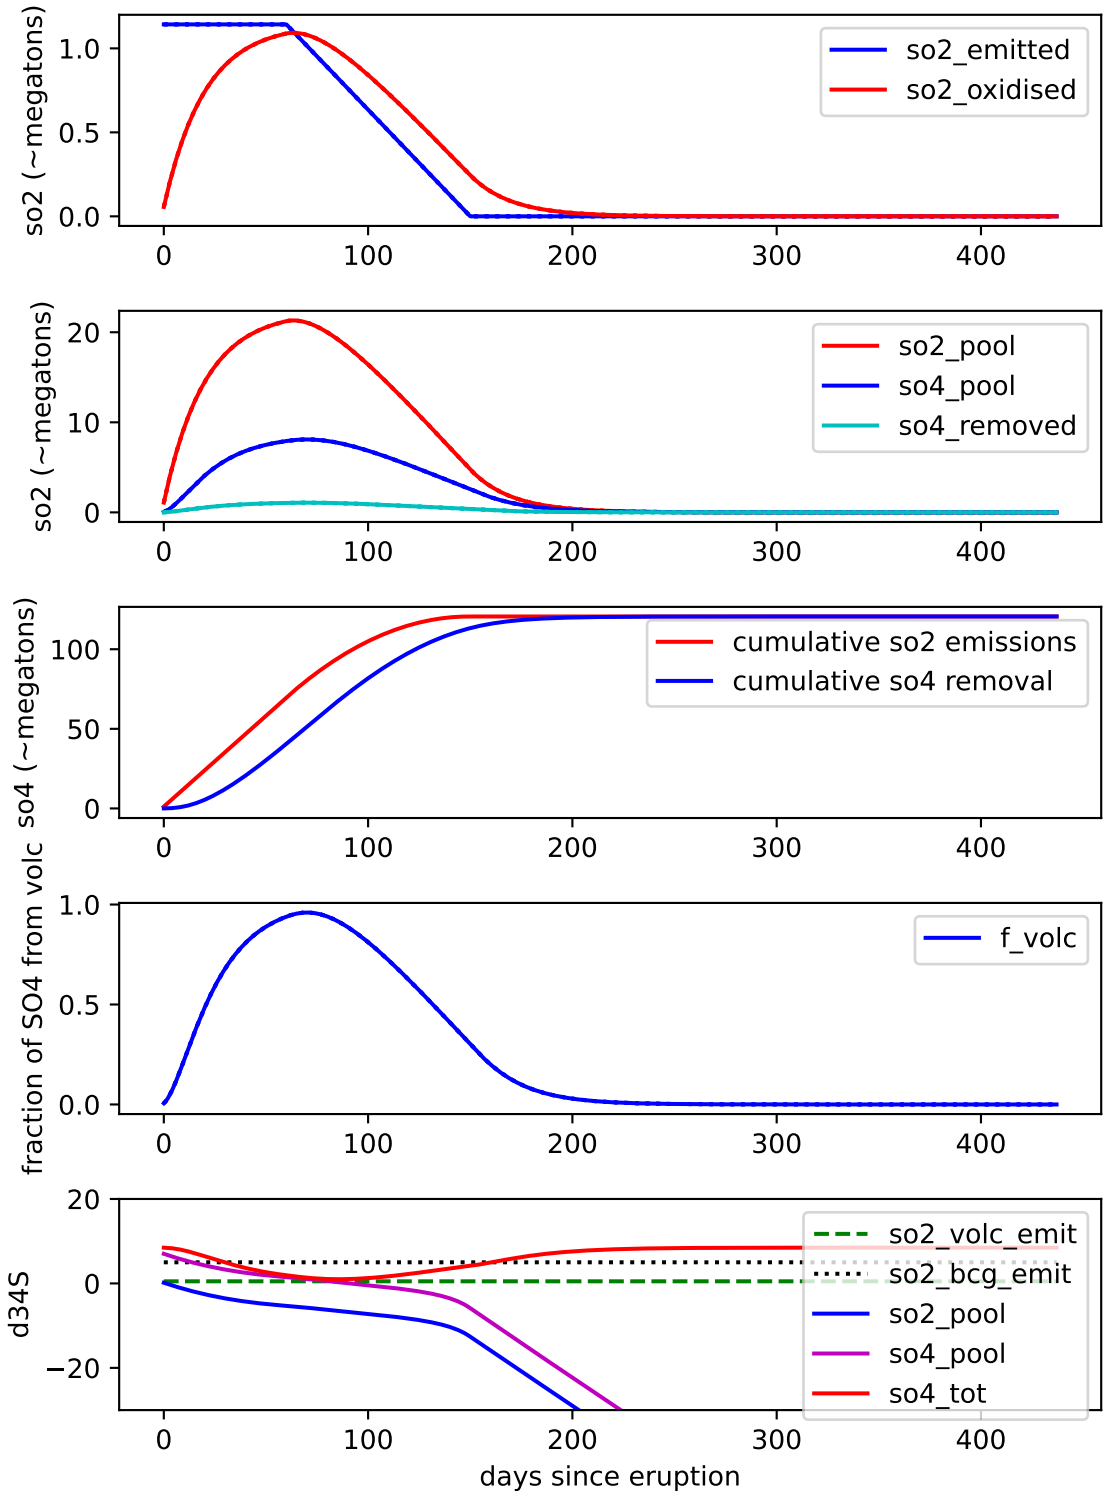 so2 (~megatons)
1.0
0.5
0.0
so2_emitted
so2_oxidised
0 100 200 300 400
so2 (~megatons)
20
10
0
so2_pool
so4_pool
so4_removed
0 100 200 300 400
so4 (~megatons)
100
50
0
cumulative so2 emissions
cumulative so4 removal
0 100 200 300 400
fraction of SO4 from volc
1.0
0.5
0.0
f_volc
0 100 200 300 400
d34S
20
0
−20
so2_volc_emit
so2_bcg_emit
so2_pool
so4_pool
so4_tot
0 100 200 300 400
days since eruption